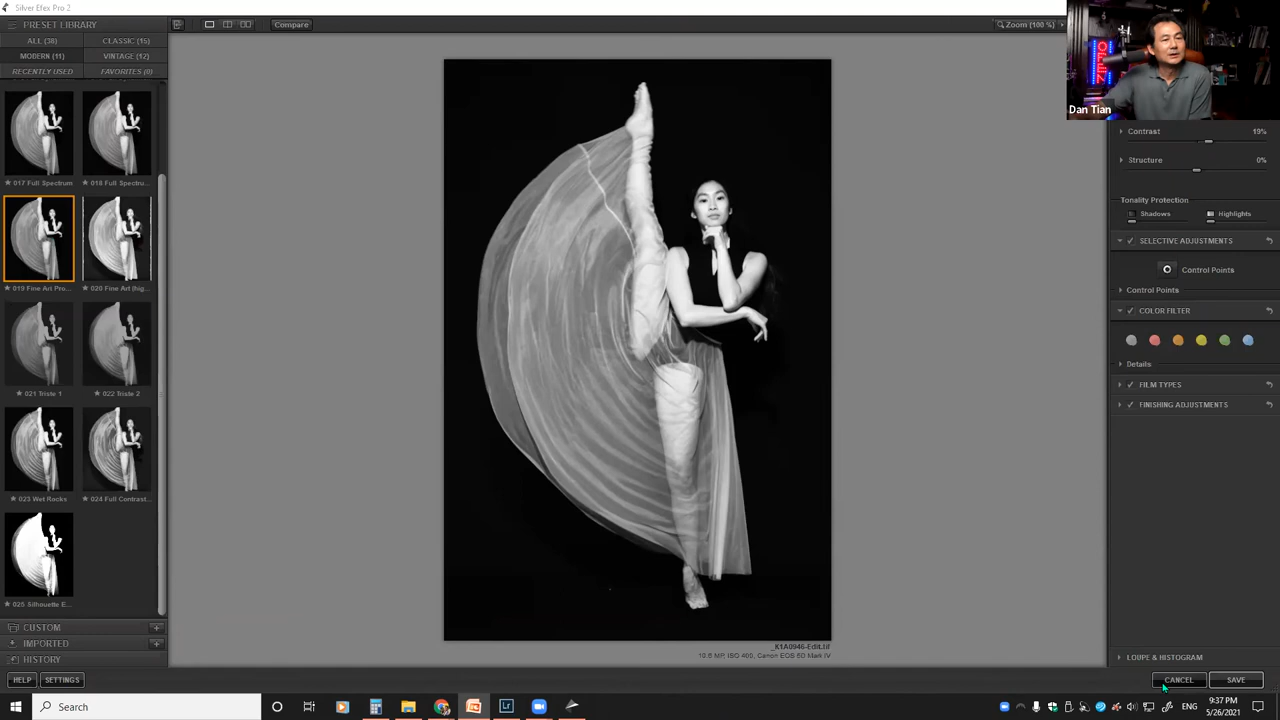 Silver Efex Pro 2
PRESET LIBRARY
Compare
Zoom (100 %)
ALL (38)
CLASSIC (15)
MODERN (11)
VINTAGE (12)
RECENTLY USED
FAVORITES (0)
017 Full Spectrum
018 Full Spectru...
019 Fine Art Pro...
020 Fine Art (hig...
021 Triste 1
022 Triste 2
023 Wet Rocks
024 Full Contrast...
025 Silhouette E...
CUSTOM
IMPORTED
HISTORY
HELP
SETTINGS
_K1A0946-Edit.tif
Canon EOS 5D Mark IV
Dan Tian
Contrast
19%
Structure
0%
Tonality Protection
Shadows
Highlights
SELECTIVE ADJUSTMENTS
Control Points
Control Points
COLOR FILTER
Details
FILM TYPES
FINISHING ADJUSTMENTS
LOUPE & HISTOGRAM
CANCEL
SAVE
Search
ENG
9:37 PM
5/26/2021